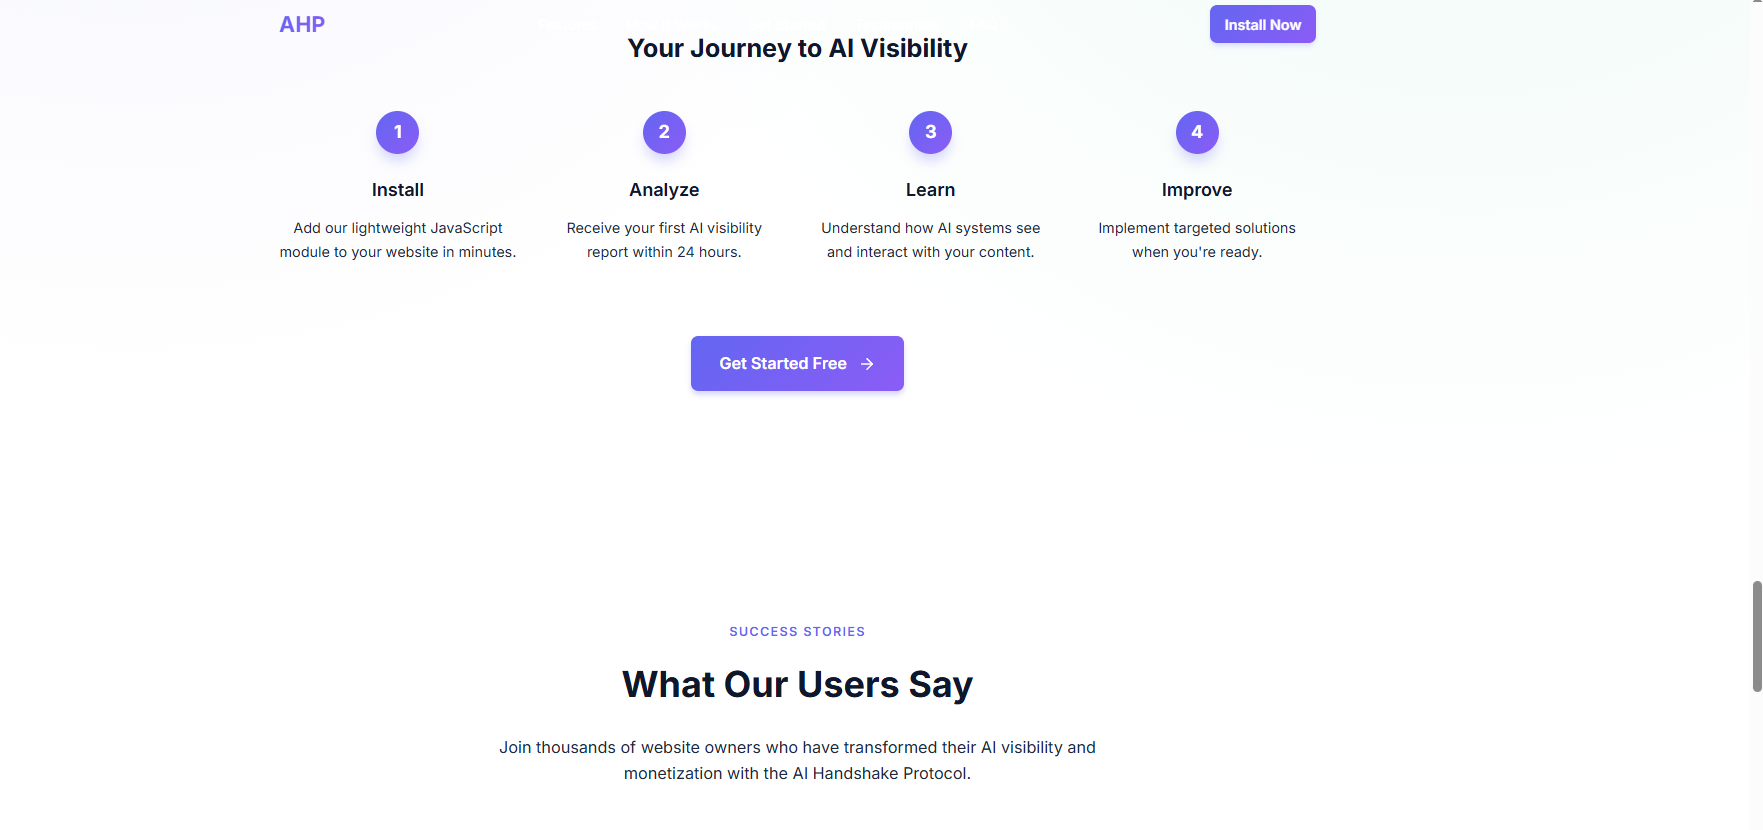 AHP
Install Now
Your Journey to AI Visibility
1
2
3
4
Install
Analyze
Learn
Improve
Add our lightweight JavaScript
module to your website in minutes.
Receive your first AI visibility
report within 24 hours.
Understand how AI systems see
and interact with your content.
Implement targeted solutions
when you're ready.
Get Started Free
SUCCESS STORIES
What Our Users Say
Join thousands of website owners who have transformed their AI visibility and
monetization with the AI Handshake Protocol.